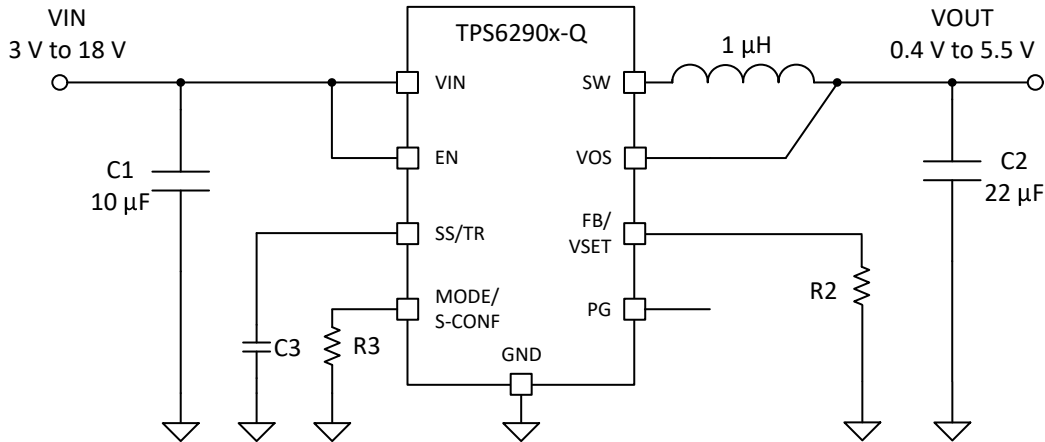 VIN
3 V to 18 V
TPS6290x-Q
1 µH
VOUT
0.4 V to 5.5 V
VIN
SW
EN
VOS
C1
10 µF
C2
22 µF
SS/TR
FB/
VSET
R2
MODE/
S-CONF
PG
C3
R3
GND